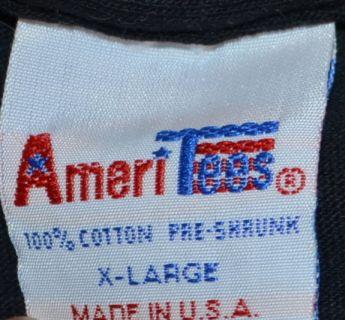 AmeriTees®
100% COTTON PRE-SHRUNK
X-LARGE
MADE IN U.S.A.